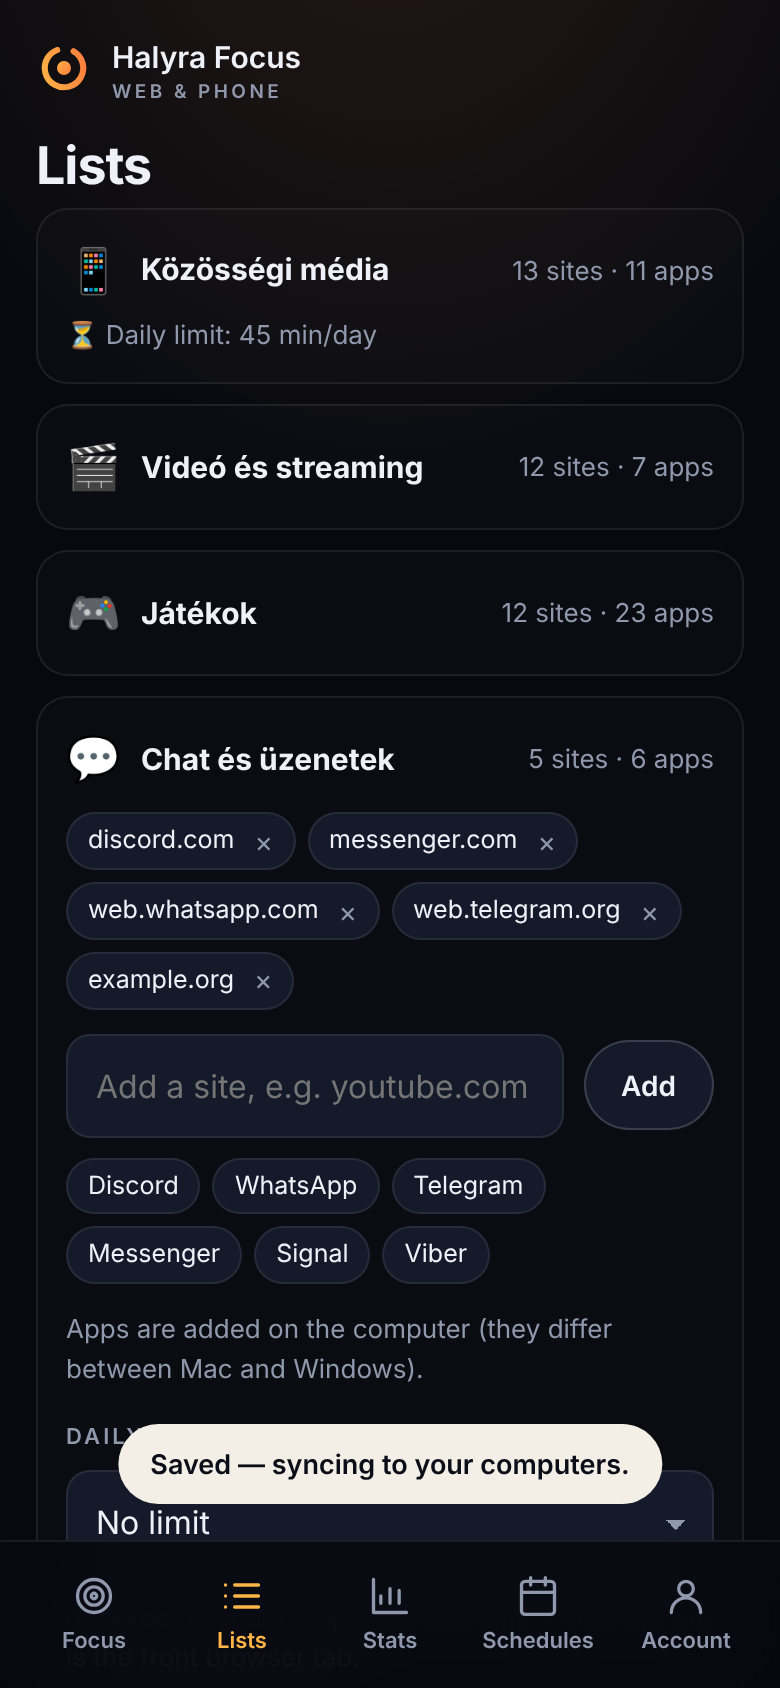 Halyra Focus
WEB & PHONE
Lists
Közösségi média 13 sites · 11 apps
Daily limit: 45 min/day
Videó és streaming 12 sites · 7 apps
Játékok 12 sites · 23 apps
Chat és üzenetek 5 sites · 6 apps
discord.com × messenger.com ×
web.whatsapp.com × web.telegram.org ×
example.org ×
Add a site, e.g. youtube.com Add
Discord WhatsApp Telegram
Messenger Signal Viber
Apps are added on the computer (they differ
between Mac and Windows).
Saved — syncing to your computers.
No limit
Focus Lists Stats Schedules Account
is the front browser tab.